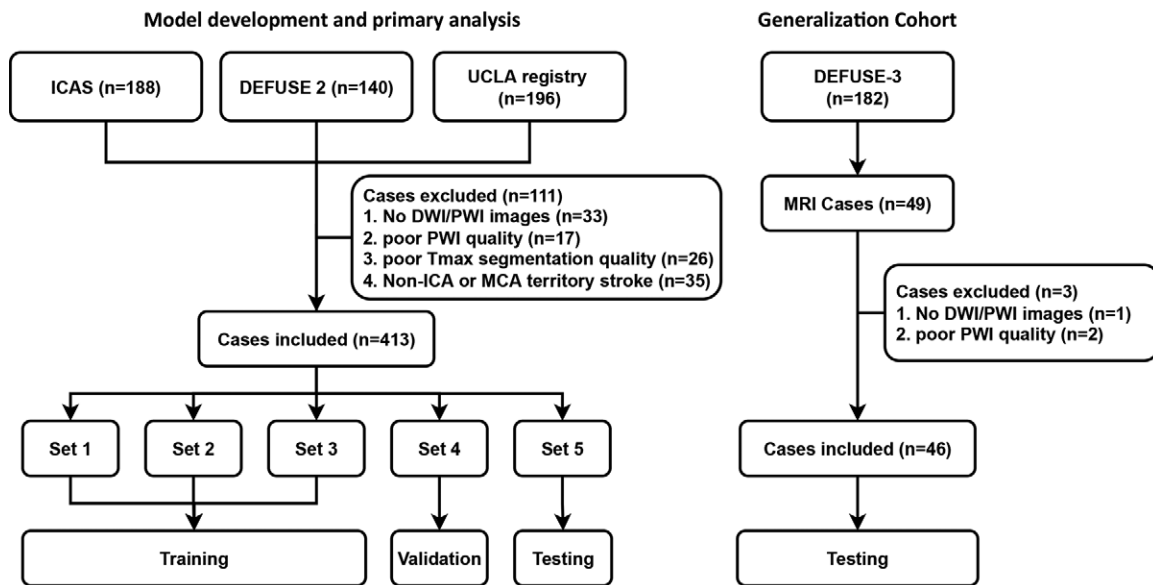 Model development and primary analysis
Generalization Cohort
ICAS (n=188)
DEFUSE 2 (n=140)
UCLA registry
(n=196)
DEFUSE-3
(n=182)
Cases excluded (n=111)
1. No DWI/PWI images (n=33)
2. poor PWI quality (n=17)
3. poor Tmax segmentation quality (n=26)
4. Non-ICA or MCA territory stroke (n=35)
MRI Cases (n=49)
Cases excluded (n=3)
1. No DWI/PWI images (n=1)
2. poor PWI quality (n=2)
Cases included (n=413)
Set 1
Set 2
Set 3
Set 4
Set 5
Cases included (n=46)
Training
Validation
Testing
Testing